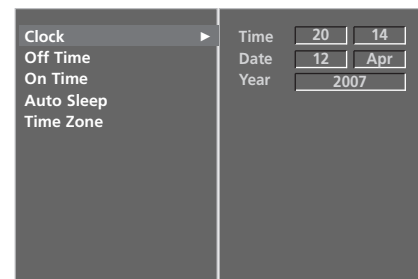 Clock ►
Off Time
On Time
Auto Sleep
Time Zone
Time 20 14
Date 12 Apr
Year 2007